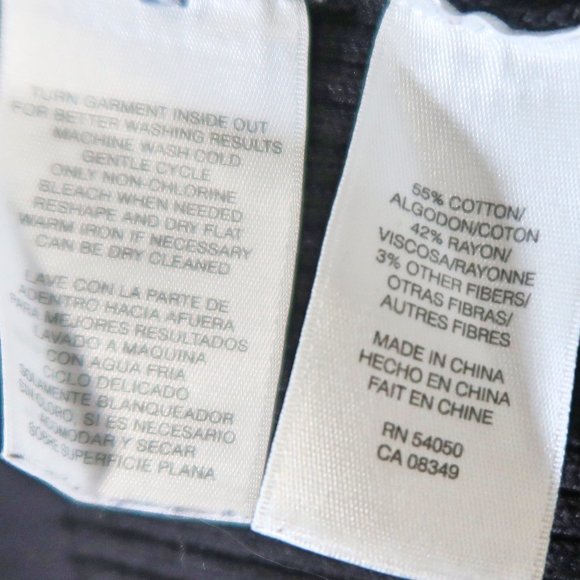 TURN GARMENT INSIDE OUT
FOR BETTER WASHING RESULTS
MACHINE WASH COLD
GENTLE CYCLE
ONLY NON-CHLORINE
BLEACH WHEN NEEDED
RESHAPE AND DRY FLAT
WARM IRON IF NECESSARY
CAN BE DRY CLEANED
LAVE CON LA PARTE DE
ADENTRO HACIA AFUERA
PARA MEJORES RESULTADOS
LAVADO A MAQUINA
CON AGUA FRIA
CICLO DELICADO
SOLAMENTE BLANQUEADOR
SIN CLORO, SI ES NECESARIO
ACOMODAR Y SECAR
SOBRE SUPERFICIE PLANA
55% COTTON/
ALGODON/COTON
42% RAYON/
VISCOSA/RAYONNE
3% OTHER FIBERS/
OTRAS FIBRAS/
AUTRES FIBRES
MADE IN CHINA
HECHO EN CHINA
FAIT EN CHINE
RN 54050
CA 08349